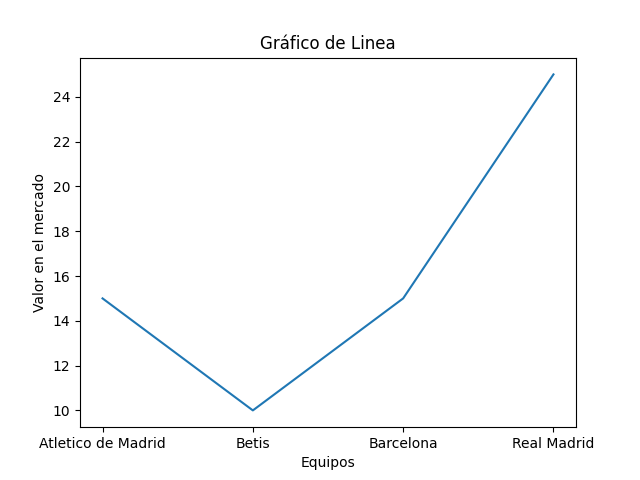 Gráfico de Linea
Valor en el mercado
24
22
20
18
16
14
12
10
Atletico de Madrid
Betis
Barcelona
Real Madrid
Equipos